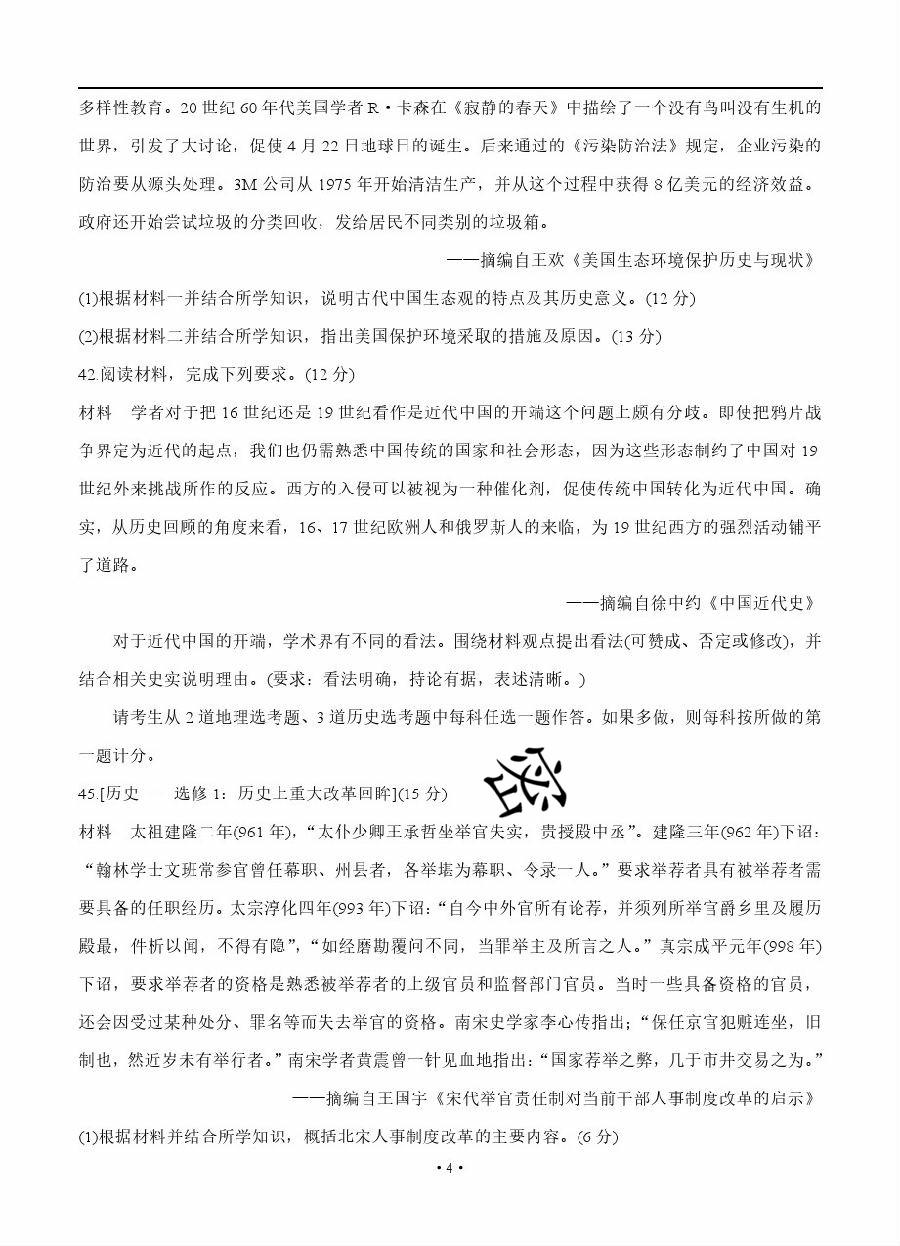 多样性教育。20 世纪 60 年代美国学者 R·卡森在《寂静的春天》中描绘了一个没有鸟叫没有生机的
世界，引发了大讨论，促使 4 月 22 日地球日的诞生。后来通过的《污染防治法》规定，企业污染的
防治要从源头处理。3M 公司从 1975 年开始清洁生产，并从这个过程中获得 8 亿美元的经济效益。
政府还开始尝试垃圾的分类回收，发给居民不同类别的垃圾箱。
——摘编自王欢《美国生态环境保护历史与现状》
(1)根据材料一并结合所学知识，说明古代中国生态观的特点及其历史意义。(12 分)
(2)根据材料二并结合所学知识，指出美国保护环境采取的措施及原因。(13 分)
42.阅读材料，完成下列要求。(12 分)
材料　学者对于把 16 世纪还是 19 世纪看作是近代中国的开端这个问题上颇有分歧。即使把鸦片战
争界定为近代的起点，我们也仍需熟悉中国传统的国家和社会形态，因为这些形态制约了中国对 19
世纪外来挑战所作的反应。西方的入侵可以被视为一种催化剂，促使传统中国转化为近代中国。确
实，从历史回顾的角度来看，16、17 世纪欧洲人和俄罗斯人的来临，为 19 世纪西方的强烈活动铺平
了道路。
——摘编自徐中约《中国近代史》
对于近代中国的开端，学术界有不同的看法。围绕材料观点提出看法(可赞成、否定或修改)，并
结合相关史实说明理由。(要求：看法明确，持论有据，表述清晰。)
请考生从 2 道地理选考题、3 道历史选考题中每科任选一题作答。如果多做，则每科按所做的第
一题计分。
45.[历史　　选修 1：历史上重大改革回眸](15 分)
密
材料　太祖建隆二年(961 年)，“太仆少卿王承哲坐举官失实，责授殿中丞”。建隆三年(962 年)下诏：
“翰林学士文班常参官曾任幕职、州县者，各举堪为幕职、令录一人。”要求举荐者具有被举荐者需
要具备的任职经历。太宗淳化四年(993 年)下诏：“自今中外官所有论荐，并须列所举官爵乡里及履历
殿最，件析以闻，不得有隐”，“如经磨勘覆问不同，当罪举主及所言之人。”真宗咸平元年(998 年)
下诏，要求举荐者的资格是熟悉被举荐者的上级官员和监督部门官员。当时一些具备资格的官员，
还会因受过某种处分、罪名等而失去举官的资格。南宋史学家李心传指出；“保任京官犯赃连坐，旧
制也，然近岁未有举行者。”南宋学者黄震曾一针见血地指出：“国家荐举之弊，几于市井交易之为。”
——摘编自王国宇《宋代举官责任制对当前干部人事制度改革的启示》
(1)根据材料并结合所学知识，概括北宋人事制度改革的主要内容。(6 分)
·4·